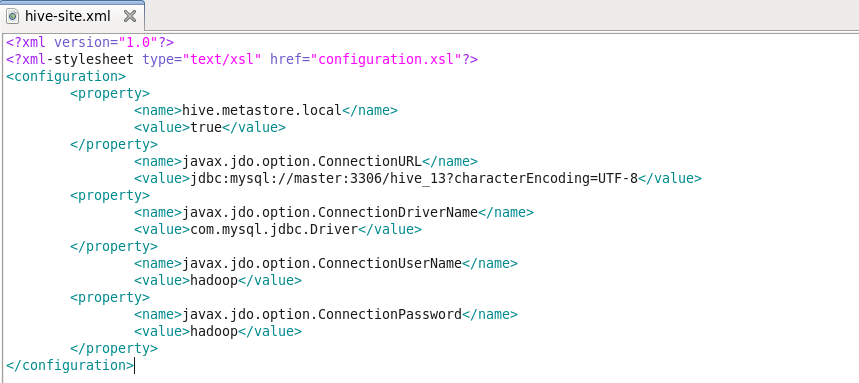 hive-site.xml
<?xml version="1.0"?>
<?xml-stylesheet type="text/xsl" href="configuration.xsl"?>
<configuration>
        <property>
                <name>hive.metastore.local</name>
                <value>true</value>
        </property>
                <name>javax.jdo.option.ConnectionURL</name>
                <value>jdbc:mysql://master:3306/hive_13?characterEncoding=UTF-8</value>
        <property>
                <name>javax.jdo.option.ConnectionDriverName</name>
                <value>com.mysql.jdbc.Driver</value>
        </property>
                <name>javax.jdo.option.ConnectionUserName</name>
                <value>hadoop</value>
        <property>
                <name>javax.jdo.option.ConnectionPassword</name>
                <value>hadoop</value>
        </property>
</configuration>